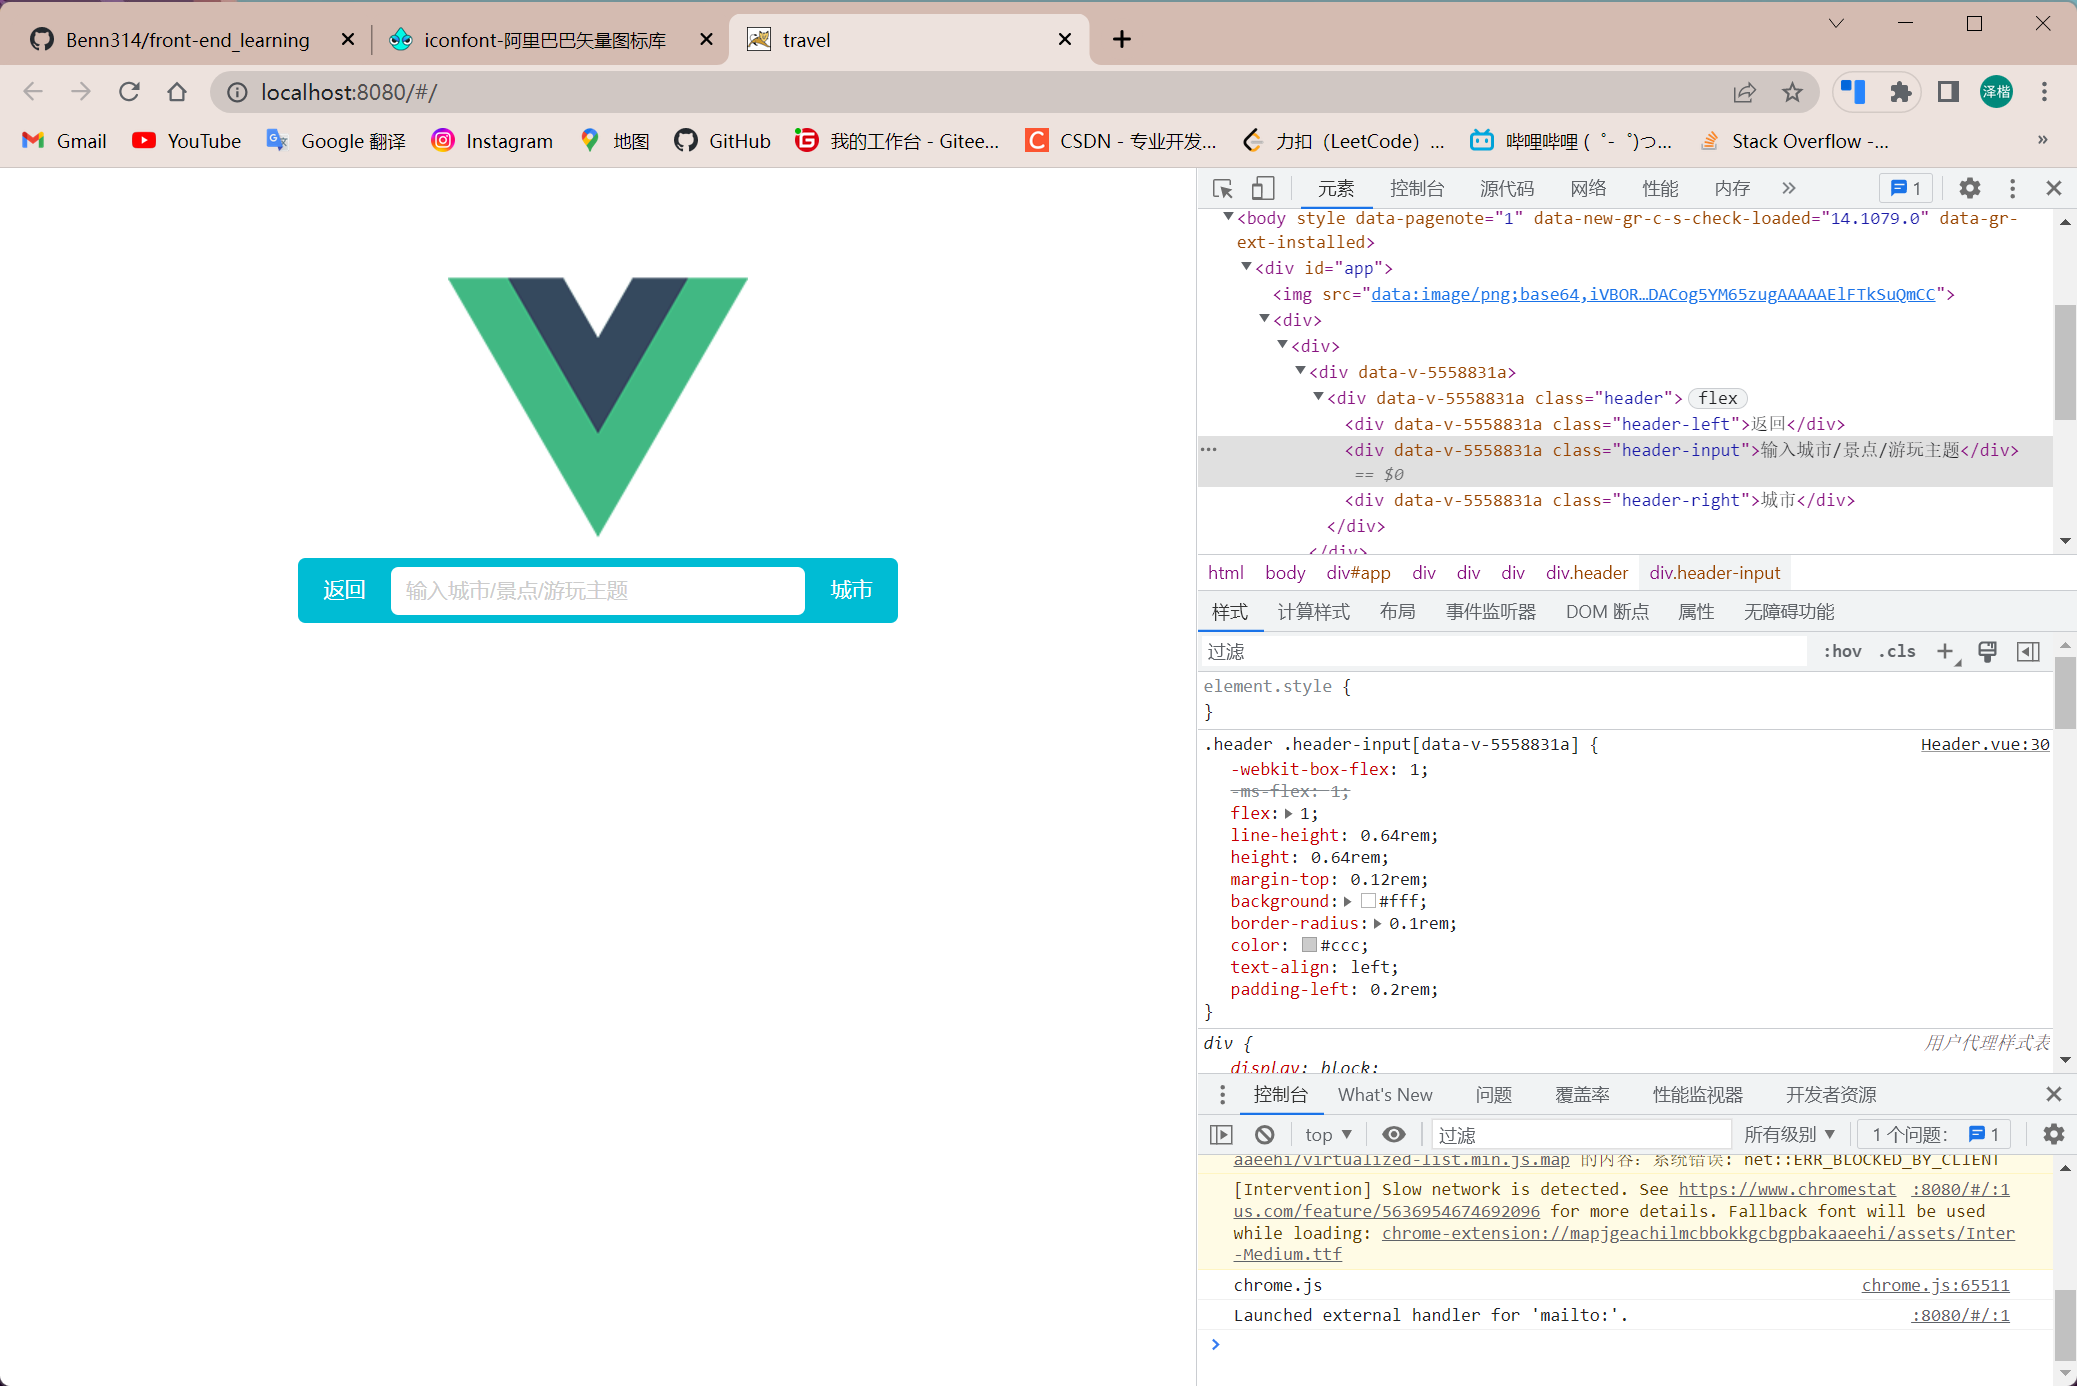 Benn314/front-end_learning
iconfont-阿里巴巴矢量图标库
travel
localhost:8080/#/
泽楷
Gmail
YouTube
Google 翻译
Instagram
地图
GitHub
我的工作台 - Gitee...
CSDN - 专业开发...
力扣（LeetCode）...
哔哩哔哩 (゜-゜)つ...
Stack Overflow -...
»
返回
输入城市/景点/游玩主题
城市
元素 控制台 源代码 网络 性能 内存 » 1
<body style data-pagenote="1" data-new-gr-c-s-check-loaded="14.1079.0" data-gr-
ext-installed>
<div id="app">
<img src="data:image/png;base64,iVBOR…DACog5YM65zugAAAAAElFTkSuQmCC">
<div>
<div>
<div data-v-5558831a>
<div data-v-5558831a class="header"> flex
<div data-v-5558831a class="header-left">返回</div>
<div data-v-5558831a class="header-input">输入城市/景点/游玩主题</div>
== $0
<div data-v-5558831a class="header-right">城市</div>
</div>
</div>
html body div#app div div div div.header div.header-input
样式 计算样式 布局 事件监听器 DOM 断点 属性 无障碍功能
过滤 :hov .cls +
element.style {
}
.header .header-input[data-v-5558831a] { Header.vue:30
-webkit-box-flex: 1;
-ms-flex: 1;
flex: 1;
line-height: 0.64rem;
height: 0.64rem;
margin-top: 0.12rem;
background: #fff;
border-radius: 0.1rem;
color: #ccc;
text-align: left;
padding-left: 0.2rem;
}
div { 用户代理样式表
display: block;
控制台 What's New 问题 覆盖率 性能监视器 开发者资源
top 过滤 所有级别 1 个问题: 1
aaeehi/virtualized-list.min.js.map 的内容: 系统错误: net::ERR_BLOCKED_BY_CLIENT
[Intervention] Slow network is detected. See https://www.chromestat :8080/#/:1
us.com/feature/5636954674692096 for more details. Fallback font will be used
while loading: chrome-extension://mapjgeachilmcbbokkgcbgpbakaaeehi/assets/Inter
-Medium.ttf
chrome.js chrome.js:65511
Launched external handler for 'mailto:'. :8080/#/:1